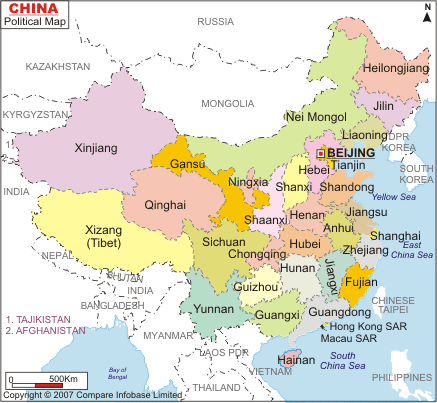 CHINA
Political Map
N
RUSSIA
KAZAKHSTAN
MONGOLIA
KYRGYZSTAN
Heilongjiang
Jilin
Nei Mongol
Liaoning
DPR
KOREA
SOUTH
KOREA
1
2
Xinjiang
Gansu
BEIJING
Tianjin
Hebei
Ningxia
Shanxi
Shandong
INDIA
Yellow Sea
Qinghai
Shaanxi
Henan
Jiangsu
Xizang
(Tibet)
Anhui
Shanghai
Sichuan
Hubei
Chongqing
Zhejiang
East
China Sea
NEPAL
BHUTAN
INDIA
Hunan
Jiangxi
Guizhou
Fujian
BANGLADESH
Yunnan
Guangxi
Guangdong
CHINESE
TAIPEI
1. TAJIKISTAN
2. AFGHANISTAN
Hong Kong SAR
Macau SAR
MYANMAR
LAOS PDR
Hainan
South
China Sea
VIETNAM
Bay of
Bengal
THAILAND
PHILIPPINES
0 500Km
Copyright © 2007 Compare Infobase Limited